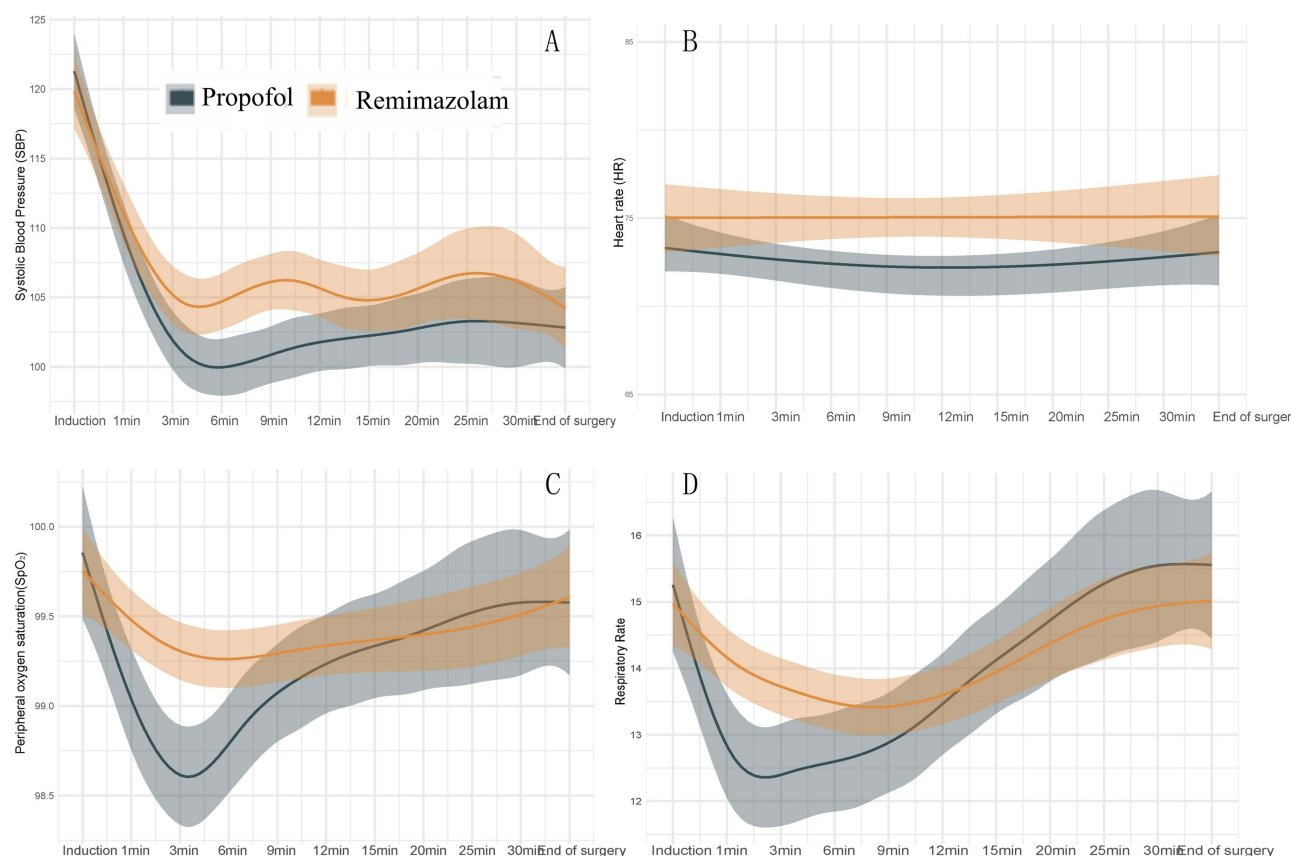 A
Propofol Remimazolam
Systolic Blood Pressure (SBP)
125
120
115
110
105
100
Induction 1min 3min 6min 9min 12min 15min 20min 25min 30min End of surgery
B
Heart rate (HR)
85
75
65
Induction 1min 3min 6min 9min 12min 15min 20min 25min 30min End of surgery
C
Peripheral oxygen saturation(SpO₂)
100.0
99.5
99.0
98.5
Induction 1min 3min 6min 9min 12min 15min 20min 25min 30min End of surgery
D
Respiratory Rate
16
15
14
13
12
Induction 1min 3min 6min 9min 12min 15min 20min 25min 30min End of surgery